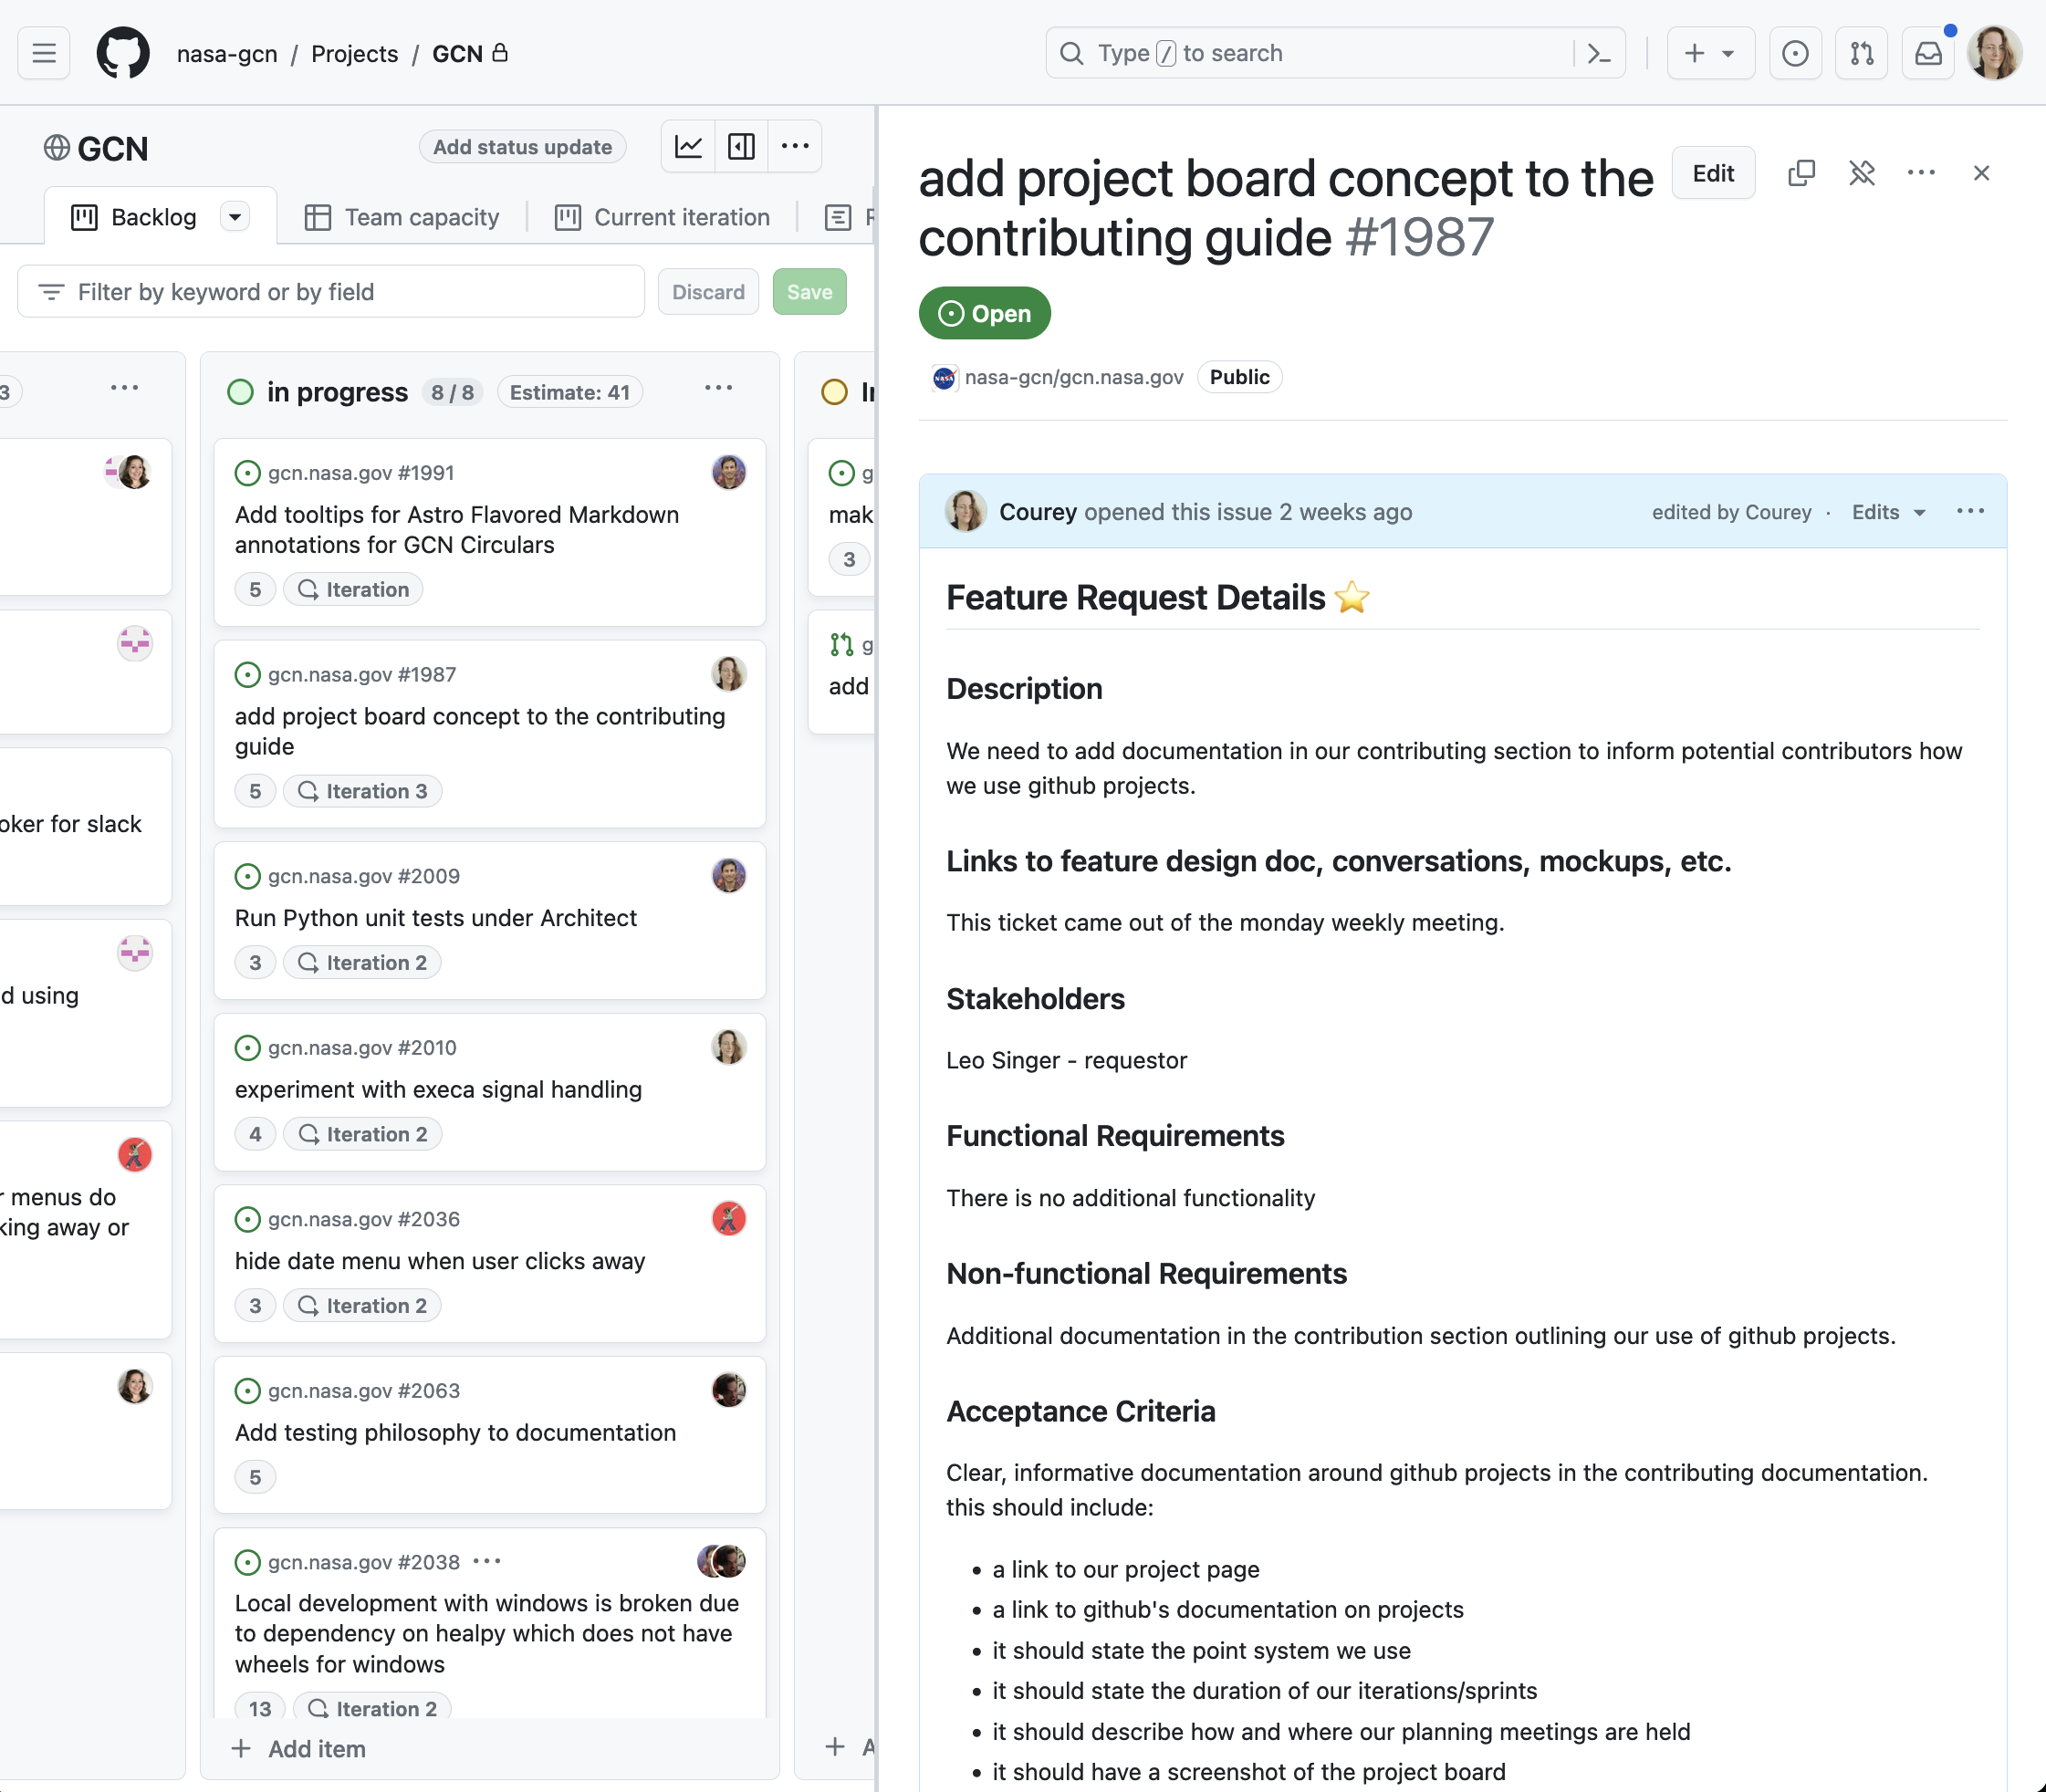 nasa-gcn / Projects / GCN
Type / to search
GCN
Add status update
Backlog
Team capacity
Current iteration
Filter by keyword or by field
Discard
Save
3
oker for slack
d using
r menus do
king away or
in progress 8 / 8 Estimate: 41
gcn.nasa.gov #1991
Add tooltips for Astro Flavored Markdown
annotations for GCN Circulars
5 Iteration
gcn.nasa.gov #1987
add project board concept to the contributing
guide
5 Iteration 3
gcn.nasa.gov #2009
Run Python unit tests under Architect
3 Iteration 2
gcn.nasa.gov #2010
experiment with execa signal handling
4 Iteration 2
gcn.nasa.gov #2036
hide date menu when user clicks away
3 Iteration 2
gcn.nasa.gov #2063
Add testing philosophy to documentation
5
gcn.nasa.gov #2038
Local development with windows is broken due
to dependency on healpy which does not have
wheels for windows
13 Iteration 2
Add item
g
mak
3
g
add
add project board concept to the
contributing guide #1987
Edit
Open
nasa-gcn/gcn.nasa.gov Public
Courey opened this issue 2 weeks ago
edited by Courey · Edits
Feature Request Details ⭐
Description
We need to add documentation in our contributing section to inform potential contributors how
we use github projects.
Links to feature design doc, conversations, mockups, etc.
This ticket came out of the monday weekly meeting.
Stakeholders
Leo Singer - requestor
Functional Requirements
There is no additional functionality
Non-functional Requirements
Additional documentation in the contribution section outlining our use of github projects.
Acceptance Criteria
Clear, informative documentation around github projects in the contributing documentation.
this should include:
• a link to our project page
• a link to github's documentation on projects
• it should state the point system we use
• it should state the duration of our iterations/sprints
• it should describe how and where our planning meetings are held
• it should have a screenshot of the project board